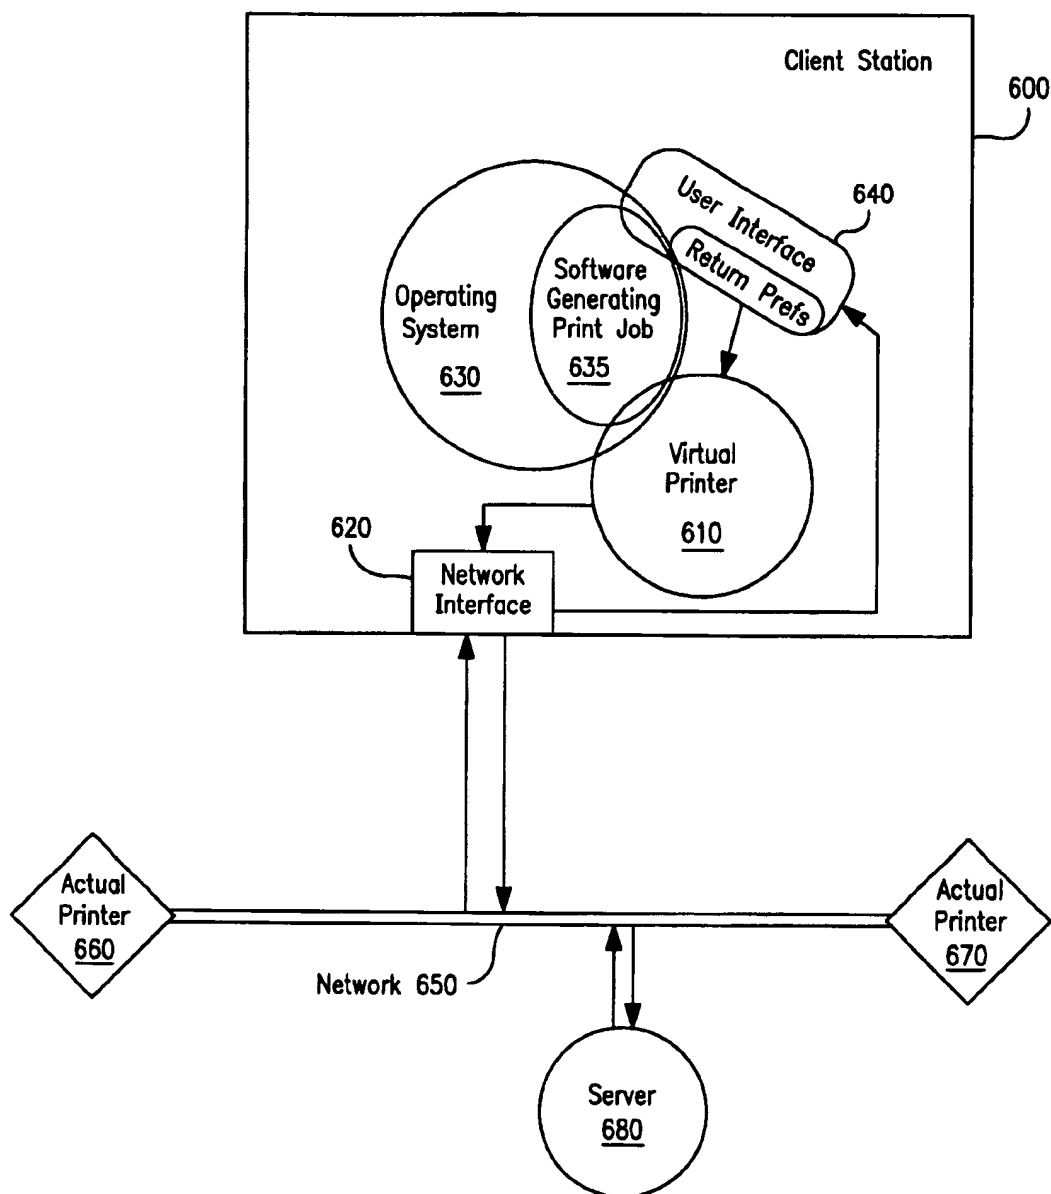 Client Station
600
640
User Interface
Return Prefs
Operating
System
630
Software
Generating
Print Job
635
Virtual
Printer
610
620
Network
Interface
Actual
Printer
660
Actual
Printer
670
Network 650
Server
680